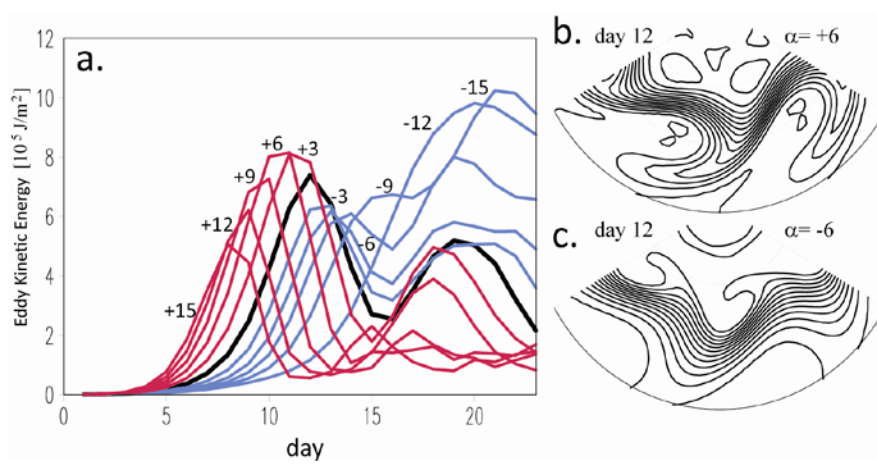 a.
Eddy Kinetic Energy [10⁵ J/m²]
12
10
8
6
4
2
0
0
5
10
15
20
day
+15
+12
+9
+6
+3
-3
-6
-9
-12
-15
b.
day 12
α= +6
c.
day 12
α= -6